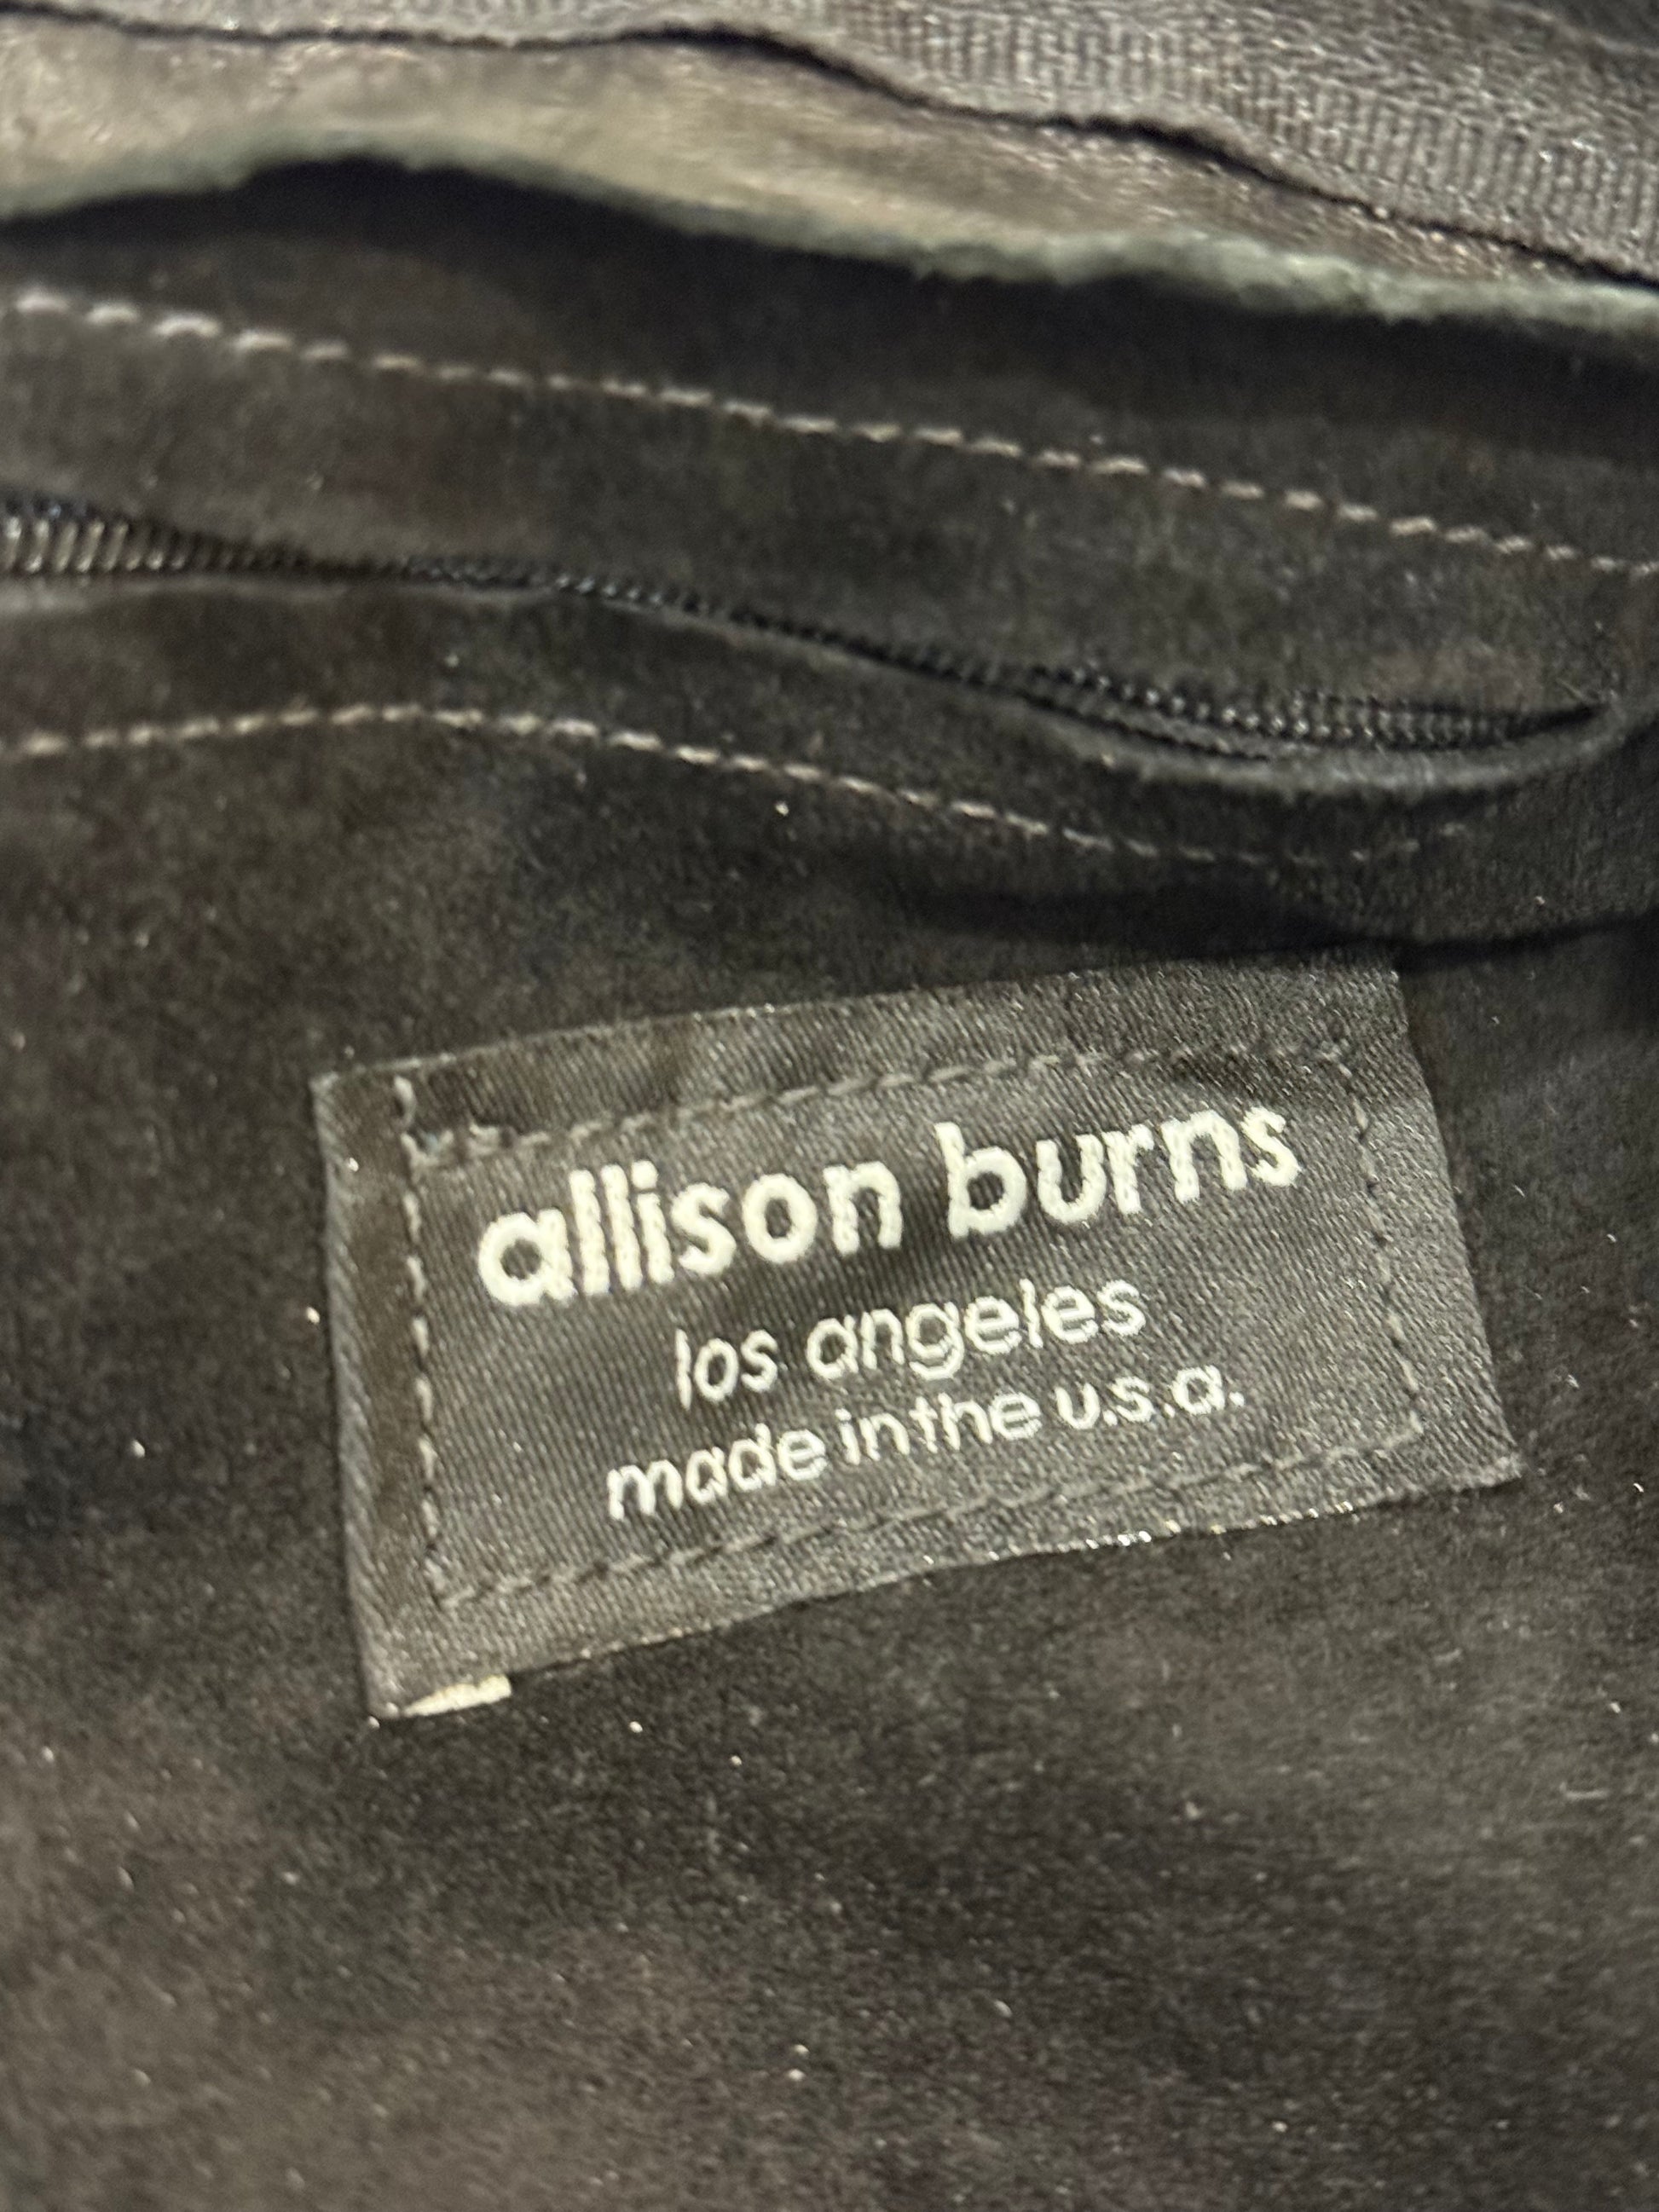 allison burns
los angeles
made in the u.s.a.